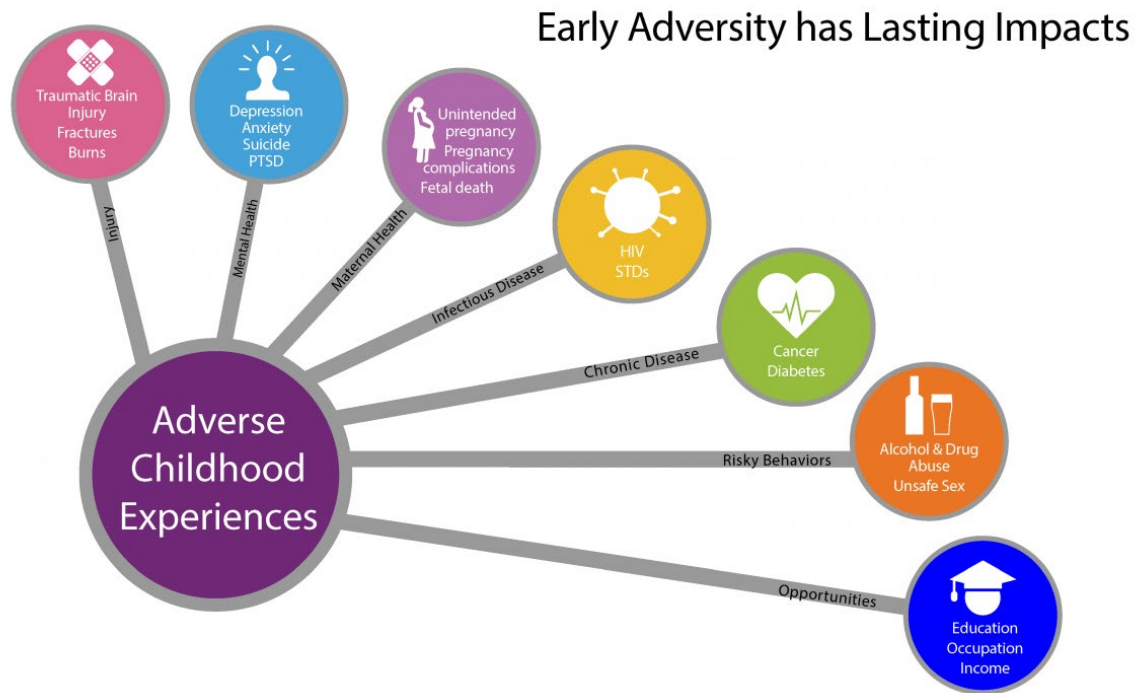 Early Adversity has Lasting Impacts
Traumatic Brain
Injury
Fractures
Burns
Injury
Depression
Anxiety
Suicide
PTSD
Mental Health
Unintended
pregnancy
Pregnancy
complications
Fetal death
Maternal Health
HIV
STDs
Infectious Disease
Cancer
Diabetes
Chronic Disease
Alcohol & Drug
Abuse
Unsafe Sex
Risky Behaviors
Education
Occupation
Income
Opportunities
Adverse
Childhood
Experiences